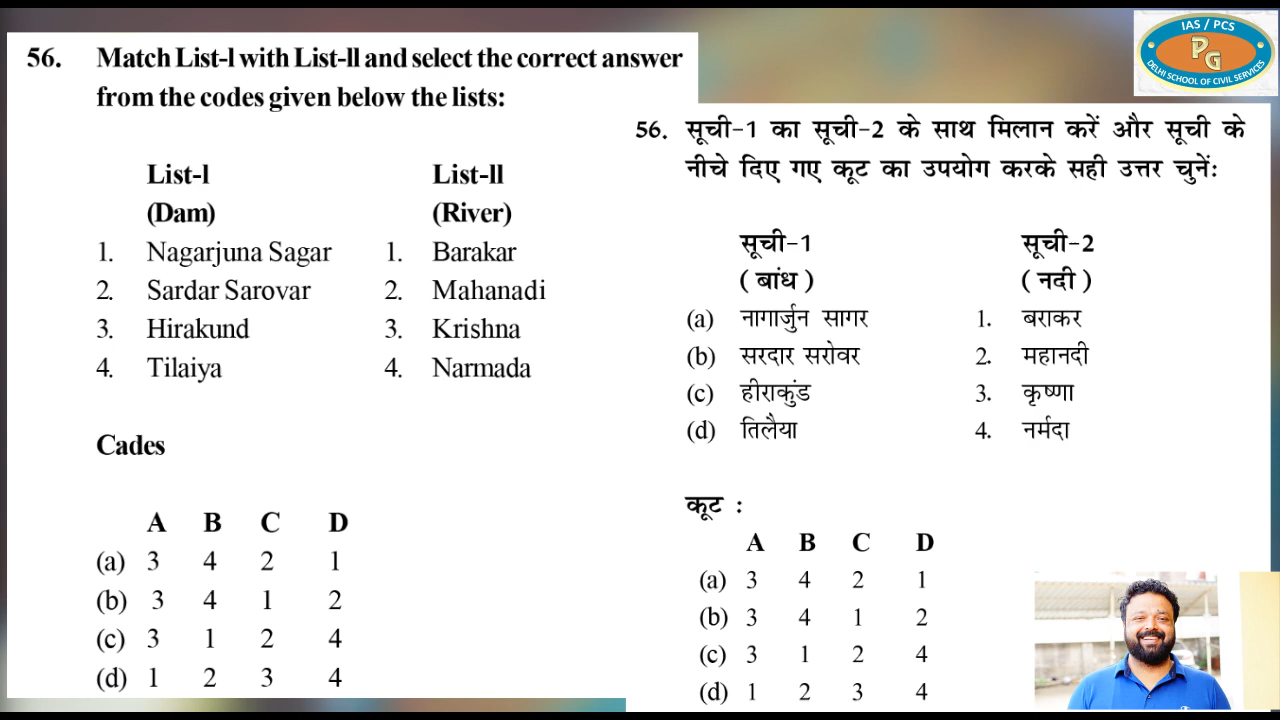 56. Match List-l with List-ll and select the correct answer
from the codes given below the lists:
List-l List-ll
(Dam) (River)
1. Nagarjuna Sagar 1. Barakar
2. Sardar Sarovar 2. Mahanadi
3. Hirakund 3. Krishna
4. Tilaiya 4. Narmada
Cades
A B C D
(a) 3 4 2 1
(b) 3 4 1 2
(c) 3 1 2 4
(d) 1 2 3 4
IAS / PCS
PG
DELHI SCHOOL OF CIVIL SERVICES
56. सूची-1 का सूची-2 के साथ मिलान करें और सूची के
नीचे दिए गए कूट का उपयोग करके सही उत्तर चुनेंः
सूची-1 सूची-2
( बांध ) ( नदी )
(a) नागार्जुन सागर 1. बराकर
(b) सरदार सरोवर 2. महानदी
(c) हीराकुंड 3. कृष्णा
(d) तिलैया 4. नर्मदा
कूट :
A B C D
(a) 3 4 2 1
(b) 3 4 1 2
(c) 3 1 2 4
(d) 1 2 3 4